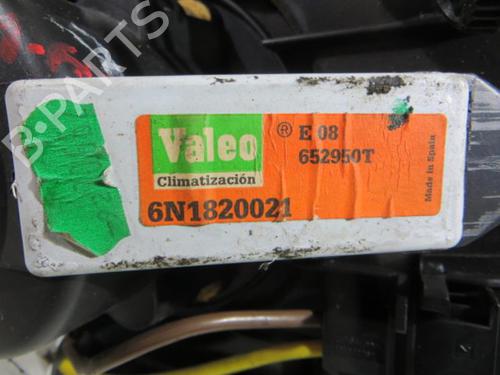 B-PARTS
Valeo
Climatización
® E 08
652950T
6N1820021
Made in Spain